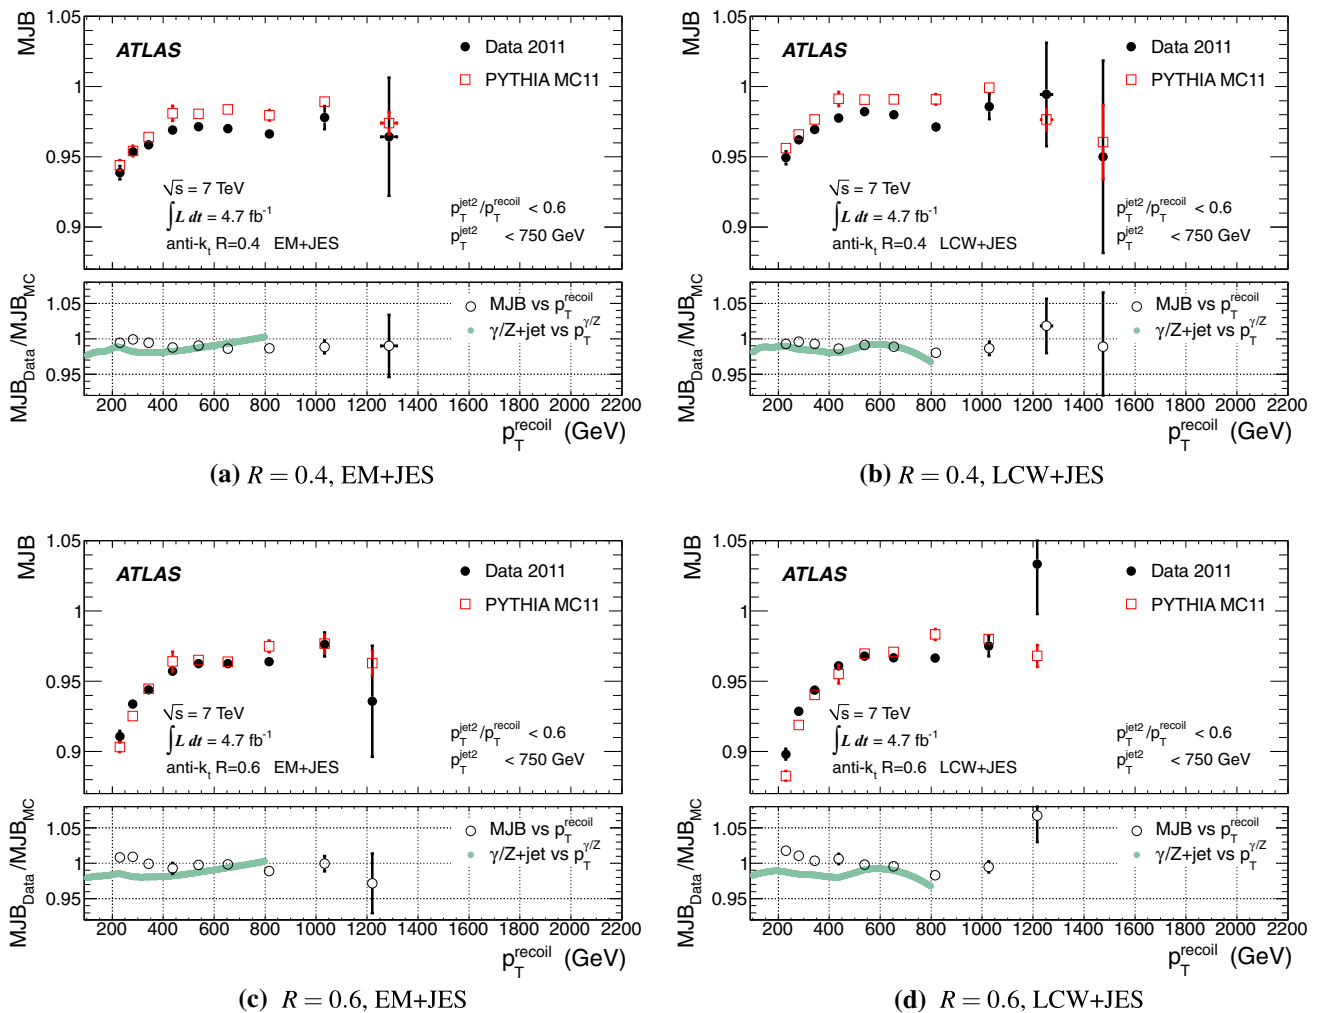 MJB
1.05
1
0.95
0.9
ATLAS
Data 2011
PYTHIA MC11
√s = 7 TeV
∫L dt = 4.7 fb⁻¹
anti-k_t R=0.4 EM+JES
p_T^jet2/p_T^recoil < 0.6
p_T^jet2 < 750 GeV
MJB_Data/MJB_MC
1.05
1
0.95
MJB vs p_T^recoil
γ/Z+jet vs p_T^γ/Z
200 400 600 800 1000 1200 1400 1600 1800 2000 2200
p_T^recoil (GeV)
(a) R = 0.4, EM+JES
MJB
1.05
1
0.95
0.9
ATLAS
Data 2011
PYTHIA MC11
√s = 7 TeV
∫L dt = 4.7 fb⁻¹
anti-k_t R=0.4 LCW+JES
p_T^jet2/p_T^recoil < 0.6
p_T^jet2 < 750 GeV
MJB_Data/MJB_MC
1.05
1
0.95
MJB vs p_T^recoil
γ/Z+jet vs p_T^γ/Z
200 400 600 800 1000 1200 1400 1600 1800 2000 2200
p_T^recoil (GeV)
(b) R = 0.4, LCW+JES
MJB
1.05
1
0.95
0.9
ATLAS
Data 2011
PYTHIA MC11
√s = 7 TeV
∫L dt = 4.7 fb⁻¹
anti-k_t R=0.6 EM+JES
p_T^jet2/p_T^recoil < 0.6
p_T^jet2 < 750 GeV
MJB_Data/MJB_MC
1.05
1
0.95
MJB vs p_T^recoil
γ/Z+jet vs p_T^γ/Z
200 400 600 800 1000 1200 1400 1600 1800 2000 2200
p_T^recoil (GeV)
(c) R = 0.6, EM+JES
MJB
1.05
1
0.95
0.9
ATLAS
Data 2011
PYTHIA MC11
√s = 7 TeV
∫L dt = 4.7 fb⁻¹
anti-k_t R=0.6 LCW+JES
p_T^jet2/p_T^recoil < 0.6
p_T^jet2 < 750 GeV
MJB_Data/MJB_MC
1.05
1
0.95
MJB vs p_T^recoil
γ/Z+jet vs p_T^γ/Z
200 400 600 800 1000 1200 1400 1600 1800 2000 2200
p_T^recoil (GeV)
(d) R = 0.6, LCW+JES